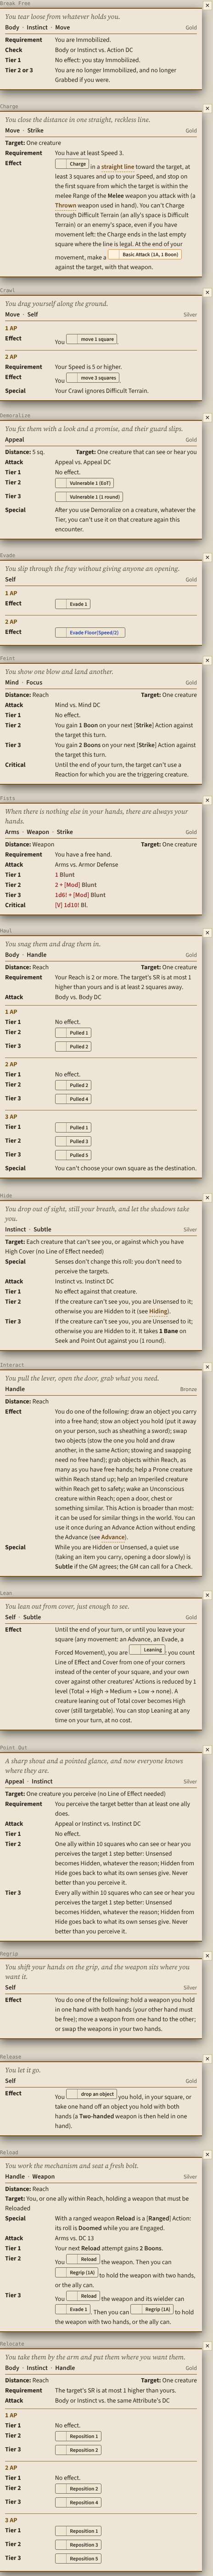 Break Free
You tear loose from whatever holds you.
Body · Instinct · Move Gold
Requirement You are Immobilized.
Check Body or Instinct vs. Action DC
Tier 1 No effect: you stay Immobilized.
Tier 2 or 3 You are no longer Immobilized, and no longer
Grabbed if you were.
Charge
You close the distance in one straight, reckless line.
Move · Strike Gold
Target: One creature
Requirement You have at least Speed 3.
Effect Charge in a straight line toward the target, at
least 3 squares and up to your Speed, and stop on
the first square from which the target is within the
melee Range of the Melee weapon you attack with (a
Thrown weapon is used in hand). You can't Charge
through Difficult Terrain (an ally's space is Difficult
Terrain) or an enemy's space, even if you have
movement left: the Charge ends in the last empty
square where the line is legal. At the end of your
movement, make a Basic Attack (1A, 1 Boon)
against the target, with that weapon.
Crawl
You drag yourself along the ground.
Move · Self Silver
1 AP
Effect You move 1 square
2 AP
Requirement Your Speed is 5 or higher.
Effect You move 3 squares
Special Your Crawl ignores Difficult Terrain.
Demoralize
You fix them with a look and a promise, and their guard slips.
Appeal Gold
Distance: 5 sq. Target: One creature that can see or hear you
Attack Appeal vs. Appeal DC
Tier 1 No effect.
Tier 2 Vulnerable 1 (EoT)
Tier 3 Vulnerable 1 (1 round)
Special After you use Demoralize on a creature, whatever the
Tier, you can't use it on that creature again this
encounter.
Evade
You slip through the fray without giving anyone an opening.
Self Gold
1 AP
Effect Evade 1
2 AP
Effect Evade Floor(Speed/2)
Feint
You show one blow and land another.
Mind · Focus Gold
Distance: Reach Target: One creature
Attack Mind vs. Mind DC
Tier 1 No effect.
Tier 2 You gain 1 Boon on your next [Strike] Action against
the target this turn.
Tier 3 You gain 2 Boons on your next [Strike] Action against
the target this turn.
Critical Until the end of your turn, the target can't use a
Reaction for which you are the triggering creature.
Fists
When there is nothing else in your hands, there are always your
hands.
Arms · Weapon · Strike Gold
Distance: Weapon Target: One creature
Requirement You have a free hand.
Attack Arms vs. Armor Defense
Tier 1 1 Blunt
Tier 2 2 + [Mod] Blunt
Tier 3 1d6! + [Mod] Blunt
Critical [V] 1d10! Bl.
Haul
You snag them and drag them in.
Body · Handle Gold
Distance: Reach Target: One creature
Requirement Your Reach is 2 or more. The target's SR is at most 1
higher than yours and is at least 2 squares away.
Attack Body vs. Body DC
1 AP
Tier 1 No effect.
Tier 2 Pulled 1
Tier 3 Pulled 2
2 AP
Tier 1 No effect.
Tier 2 Pulled 2
Tier 3 Pulled 4
3 AP
Tier 1 Pulled 1
Tier 2 Pulled 3
Tier 3 Pulled 5
Special You can't choose your own square as the destination.
Hide
You drop out of sight, still your breath, and let the shadows take
you.
Instinct · Subtle Silver
Target: Each creature that can't see you, or against which you have
High Cover (no Line of Effect needed)
Special Senses don't change this roll: you don't need to
perceive the targets.
Attack Instinct vs. Instinct DC
Tier 1 No effect against that creature.
Tier 2 If the creature can't see you, you are Unsensed to it;
otherwise you are Hidden to it (see Hiding).
Tier 3 If the creature can't see you, you are Unsensed to it;
otherwise you are Hidden to it. It takes 1 Bane on
Seek and Point Out against you (1 round).
Interact
You pull the lever, open the door, grab what you need.
Handle Bronze
Distance: Reach
Effect You do one of the following: draw an object you carry
into a free hand; stow an object you hold (put it away
on your person, such as sheathing a sword); swap
two objects (stow the one you hold and draw
another, in the same Action; stowing and swapping
need no free hand); grab objects within Reach, as
many as you have free hands; help a Prone creature
within Reach stand up; help an Imperiled creature
within Reach get to safety; wake an Unconscious
creature within Reach; open a door, chest or
something similar. This Action is broader than most:
it can be used for similar things in the world. You can
use it once during an Advance Action without ending
the Advance (see Advance).
Special While you are Hidden or Unsensed, a quiet use
(taking an item you carry, opening a door slowly) is
Subtle if the GM agrees; the GM can call for a Check.
Lean
You lean out from cover, just enough to see.
Self · Subtle Gold
Effect Until the end of your turn, or until you leave your
square (any movement: an Advance, an Evade, a
Forced Movement), you are Leaning: you count
Line of Effect and Cover from one of your corners
instead of the center of your square, and your own
cover against other creatures' Actions is reduced by 1
level (Total → High → Medium → Low → none). A
creature leaning out of Total cover becomes High
cover (still targetable). You can stop Leaning at any
time on your turn, at no cost.
Point Out
A sharp shout and a pointed glance, and now everyone knows
where they are.
Appeal · Instinct Silver
Target: One creature you perceive (no Line of Effect needed)
Requirement You perceive the target better than at least one ally
does.
Attack Appeal or Instinct vs. Instinct DC
Tier 1 No effect.
Tier 2 One ally within 10 squares who can see or hear you
perceives the target 1 step better: Unsensed
becomes Hidden, whatever the reason; Hidden from
Hide goes back to what its own senses give. Never
better than you perceive it.
Tier 3 Every ally within 10 squares who can see or hear you
perceives the target 1 step better: Unsensed
becomes Hidden, whatever the reason; Hidden from
Hide goes back to what its own senses give. Never
better than you perceive it.
Regrip
You shift your hands on the grip, and the weapon sits where you
want it.
Self Silver
Effect You do one of the following: hold a weapon you hold
in one hand with both hands (your other hand must
be free); move a weapon from one hand to the other;
or swap the weapons in your two hands.
Release
You let it go.
Self Gold
Effect You drop an object you hold, in your square, or
take one hand off an object you hold with both
hands (a Two-handed weapon is then held in one
hand).
Reload
You work the mechanism and seat a fresh bolt.
Handle · Weapon Silver
Distance: Reach
Target: You, or one ally within Reach, holding a weapon that must be
Reloaded
Special With a ranged weapon Reload is a [Ranged] Action:
its roll is Doomed while you are Engaged.
Attack Arms vs. DC 13
Tier 1 Your next Reload attempt gains 2 Boons.
Tier 2 You Reload the weapon. Then you can
Regrip (1A) to hold the weapon with two hands,
or the ally can.
Tier 3 You Reload the weapon and its wielder can
Evade 1. Then you can Regrip (1A) to hold
the weapon with two hands, or the ally can.
Relocate
You take them by the arm and put them where you want them.
Body · Instinct · Handle Gold
Distance: Reach Target: One creature
Requirement The target's SR is at most 1 higher than yours.
Attack Body or Instinct vs. the same Attribute's DC
1 AP
Tier 1 No effect.
Tier 2 Reposition 1
Tier 3 Reposition 2
2 AP
Tier 1 No effect.
Tier 2 Reposition 2
Tier 3 Reposition 4
3 AP
Tier 1 Reposition 1
Tier 2 Reposition 3
Tier 3 Reposition 5